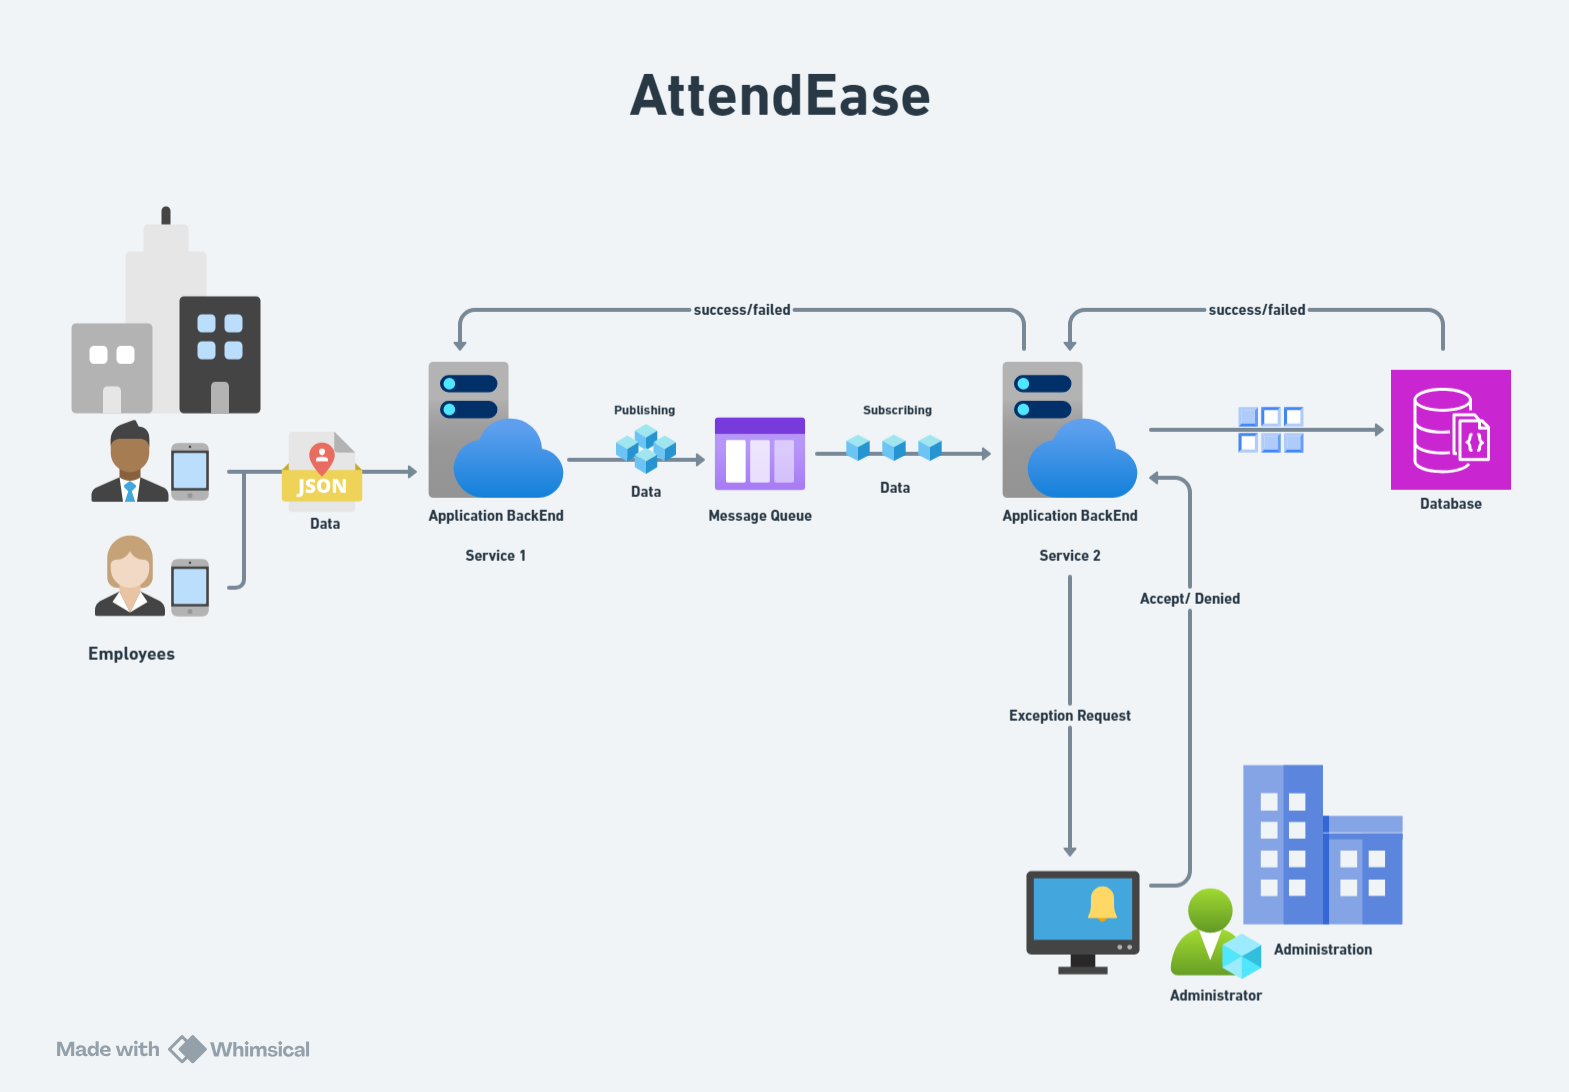 AttendEase
success/failed
success/failed
Publishing
Subscribing
JSON
Data
Data
Data
Application BackEnd
Message Queue
Application BackEnd
Database
Service 1
Service 2
Accept/ Denied
Employees
Exception Request
Administration
Administrator
Made with Whimsical